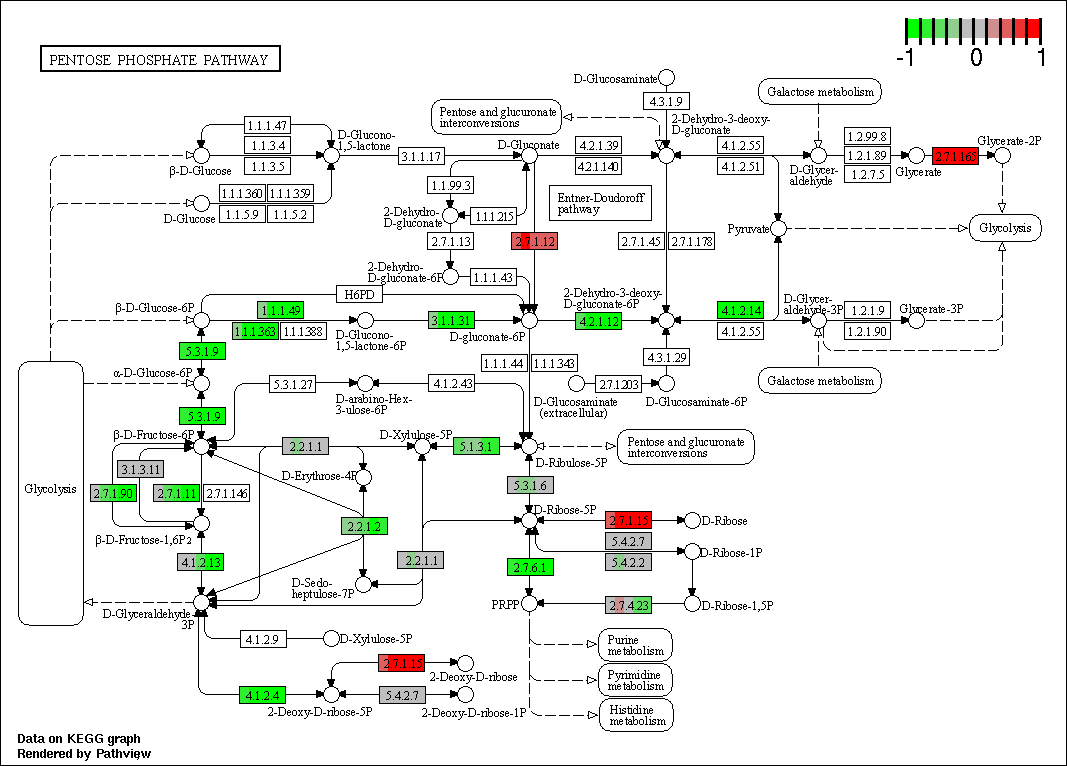 -1 0 1
PENTOSE PHOSPHATE PATHWAY
D-Glucosaminate
Galactose metabolism
4.3.1.9
Pentose and glucuronate
interconversions
2-Dehydro-3-deoxy-
D-gluconate
1.1.1.47
D-Glucono-
1,5-lactone
1.1.3.4
1.1.3.5
β-D-Glucose
3.1.1.17
D-Gluconate
4.2.1.39
4.2.1.140
4.2.1.55
4.2.1.51
D-Glycer-
aldehyde
1.2.99.8
1.2.1.89
1.2.7.5
Glycerate
2.7.1.165
Glycerate-2P
1.1.1.360
1.1.1.359
1.1.5.9
1.1.5.2
D-Glucose
1.1.99.3
2-Dehydro-
D-gluconate
1.1.1.215
Entner-Doudoroff
pathway
2.7.1.13
2.7.1.12
2.7.1.45
2.7.1.178
Pyruvate
Glycolysis
2-Dehydro-
D-gluconate-6P
1.1.1.43
H6PD
β-D-Glucose-6P
1.1.1.49
1.1.1.363
1.1.1.388
D-Glucono-
1,5-lactone-6P
3.1.1.31
D-gluconate-6P
2-Dehydro-3-deoxy-
D-gluconate-6P
4.2.1.12
4.1.2.14
4.1.2.55
D-Glycer-
aldehyde-3P
1.2.1.9
1.2.1.90
Glycerate-3P
5.3.1.9
1.1.1.44
1.1.1.343
4.3.1.29
α-D-Glucose-6P
5.3.1.27
D-arabino-Hex-
3-ulose-6P
4.1.2.43
D-Glucosaminate
(extracellular)
2.7.1.203
D-Glucosaminate-6P
Galactose metabolism
5.3.1.9
β-D-Fructose-6P
2.2.1.1
D-Xylulose-5P
5.1.3.1
D-Ribulose-5P
Pentose and glucuronate
interconversions
3.1.3.11
D-Erythrose-4P
Glycolysis
2.7.1.90
2.7.1.11
2.7.1.146
5.3.1.6
β-D-Fructose-1,6P2
2.2.1.2
D-Ribose-5P
2.7.1.15
D-Ribose
5.4.2.7
5.4.2.2
D-Ribose-1P
4.1.2.13
2.2.1.1
2.7.6.1
D-Sedo-
heptulose-7P
D-Glyceraldehyde-
3P
PRPP
2.7.4.23
D-Ribose-1,5P
4.1.2.9
D-Xylulose-5P
Purine
metabolism
2.7.1.15
2-Deoxy-D-ribose
Pyrimidine
metabolism
4.1.2.4
2-Deoxy-D-ribose-5P
5.4.2.7
2-Deoxy-D-ribose-1P
Histidine
metabolism
Data on KEGG graph
Rendered by Pathview